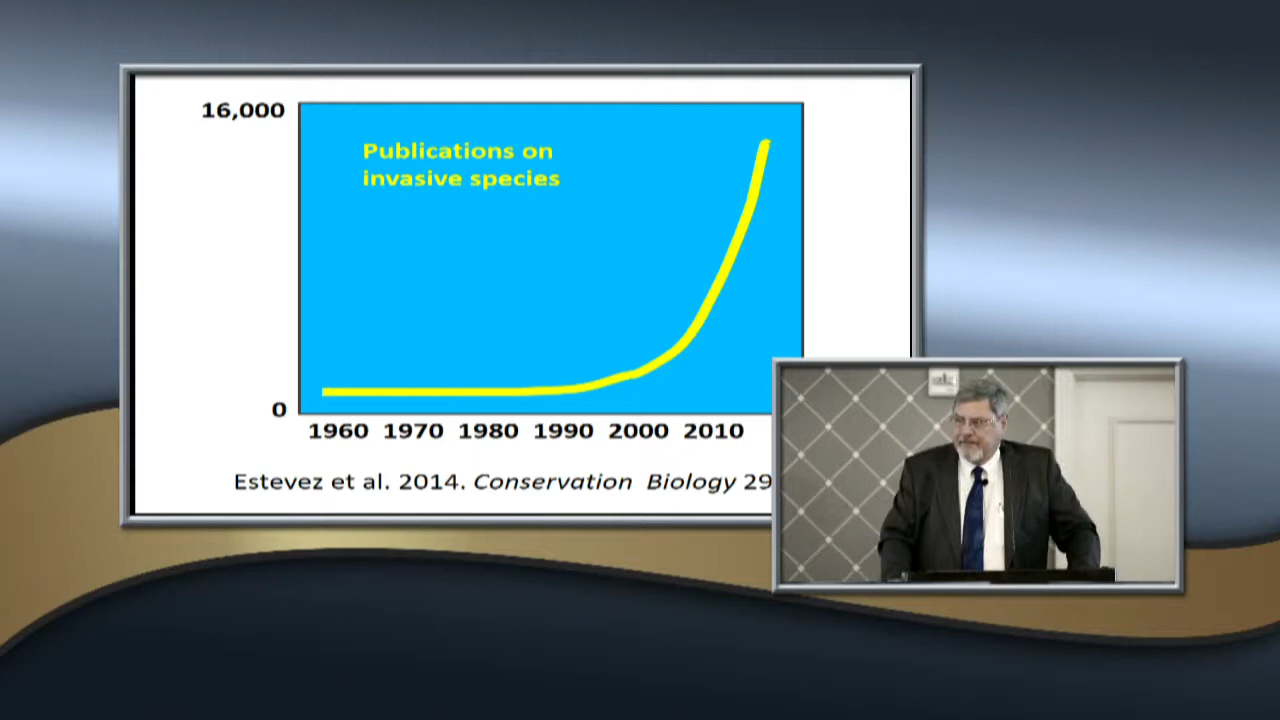 16,000
Publications on
invasive species
0
1960 1970 1980 1990 2000 2010
Estevez et al. 2014. Conservation Biology 29